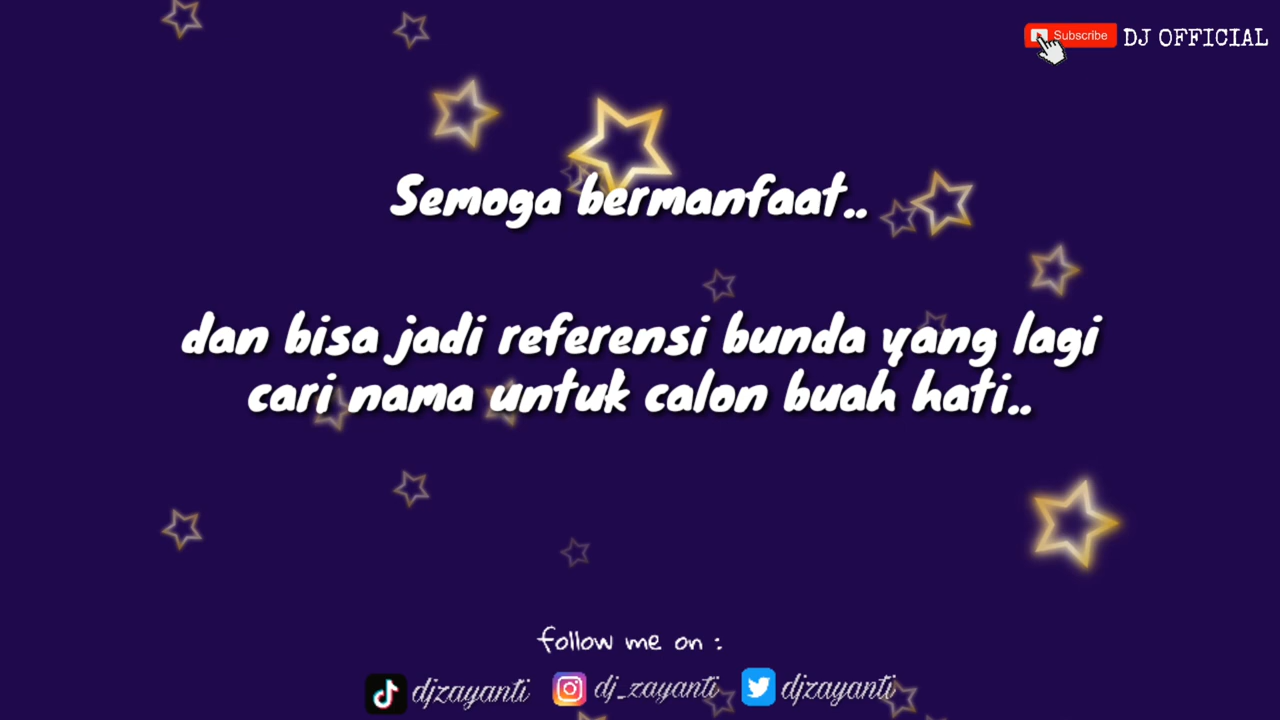 Subscribe DJ OFFICIAL
Semoga bermanfaat..
dan bisa jadi referensi bunda yang lagi
cari nama untuk calon buah hati..
follow me on :
djzayanti dj_zayanti djzayanti